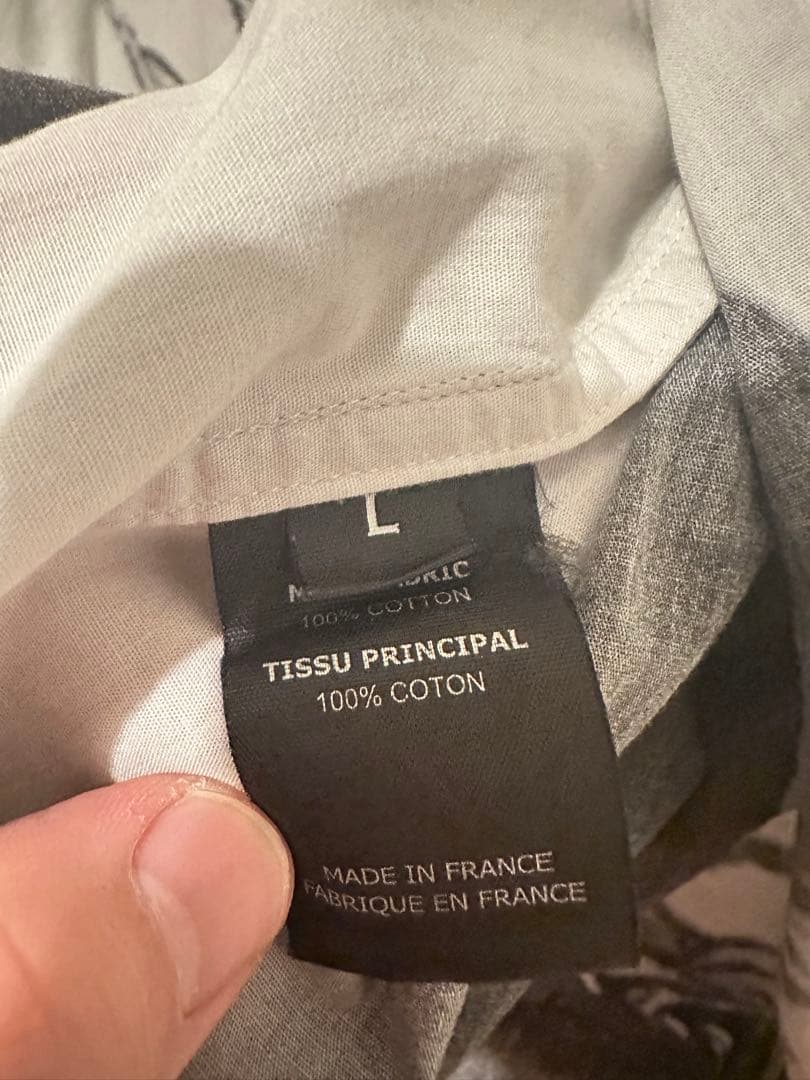 L
100% COTTON
TISSU PRINCIPAL
100% COTON
MADE IN FRANCE
FABRIQUE EN FRANCE